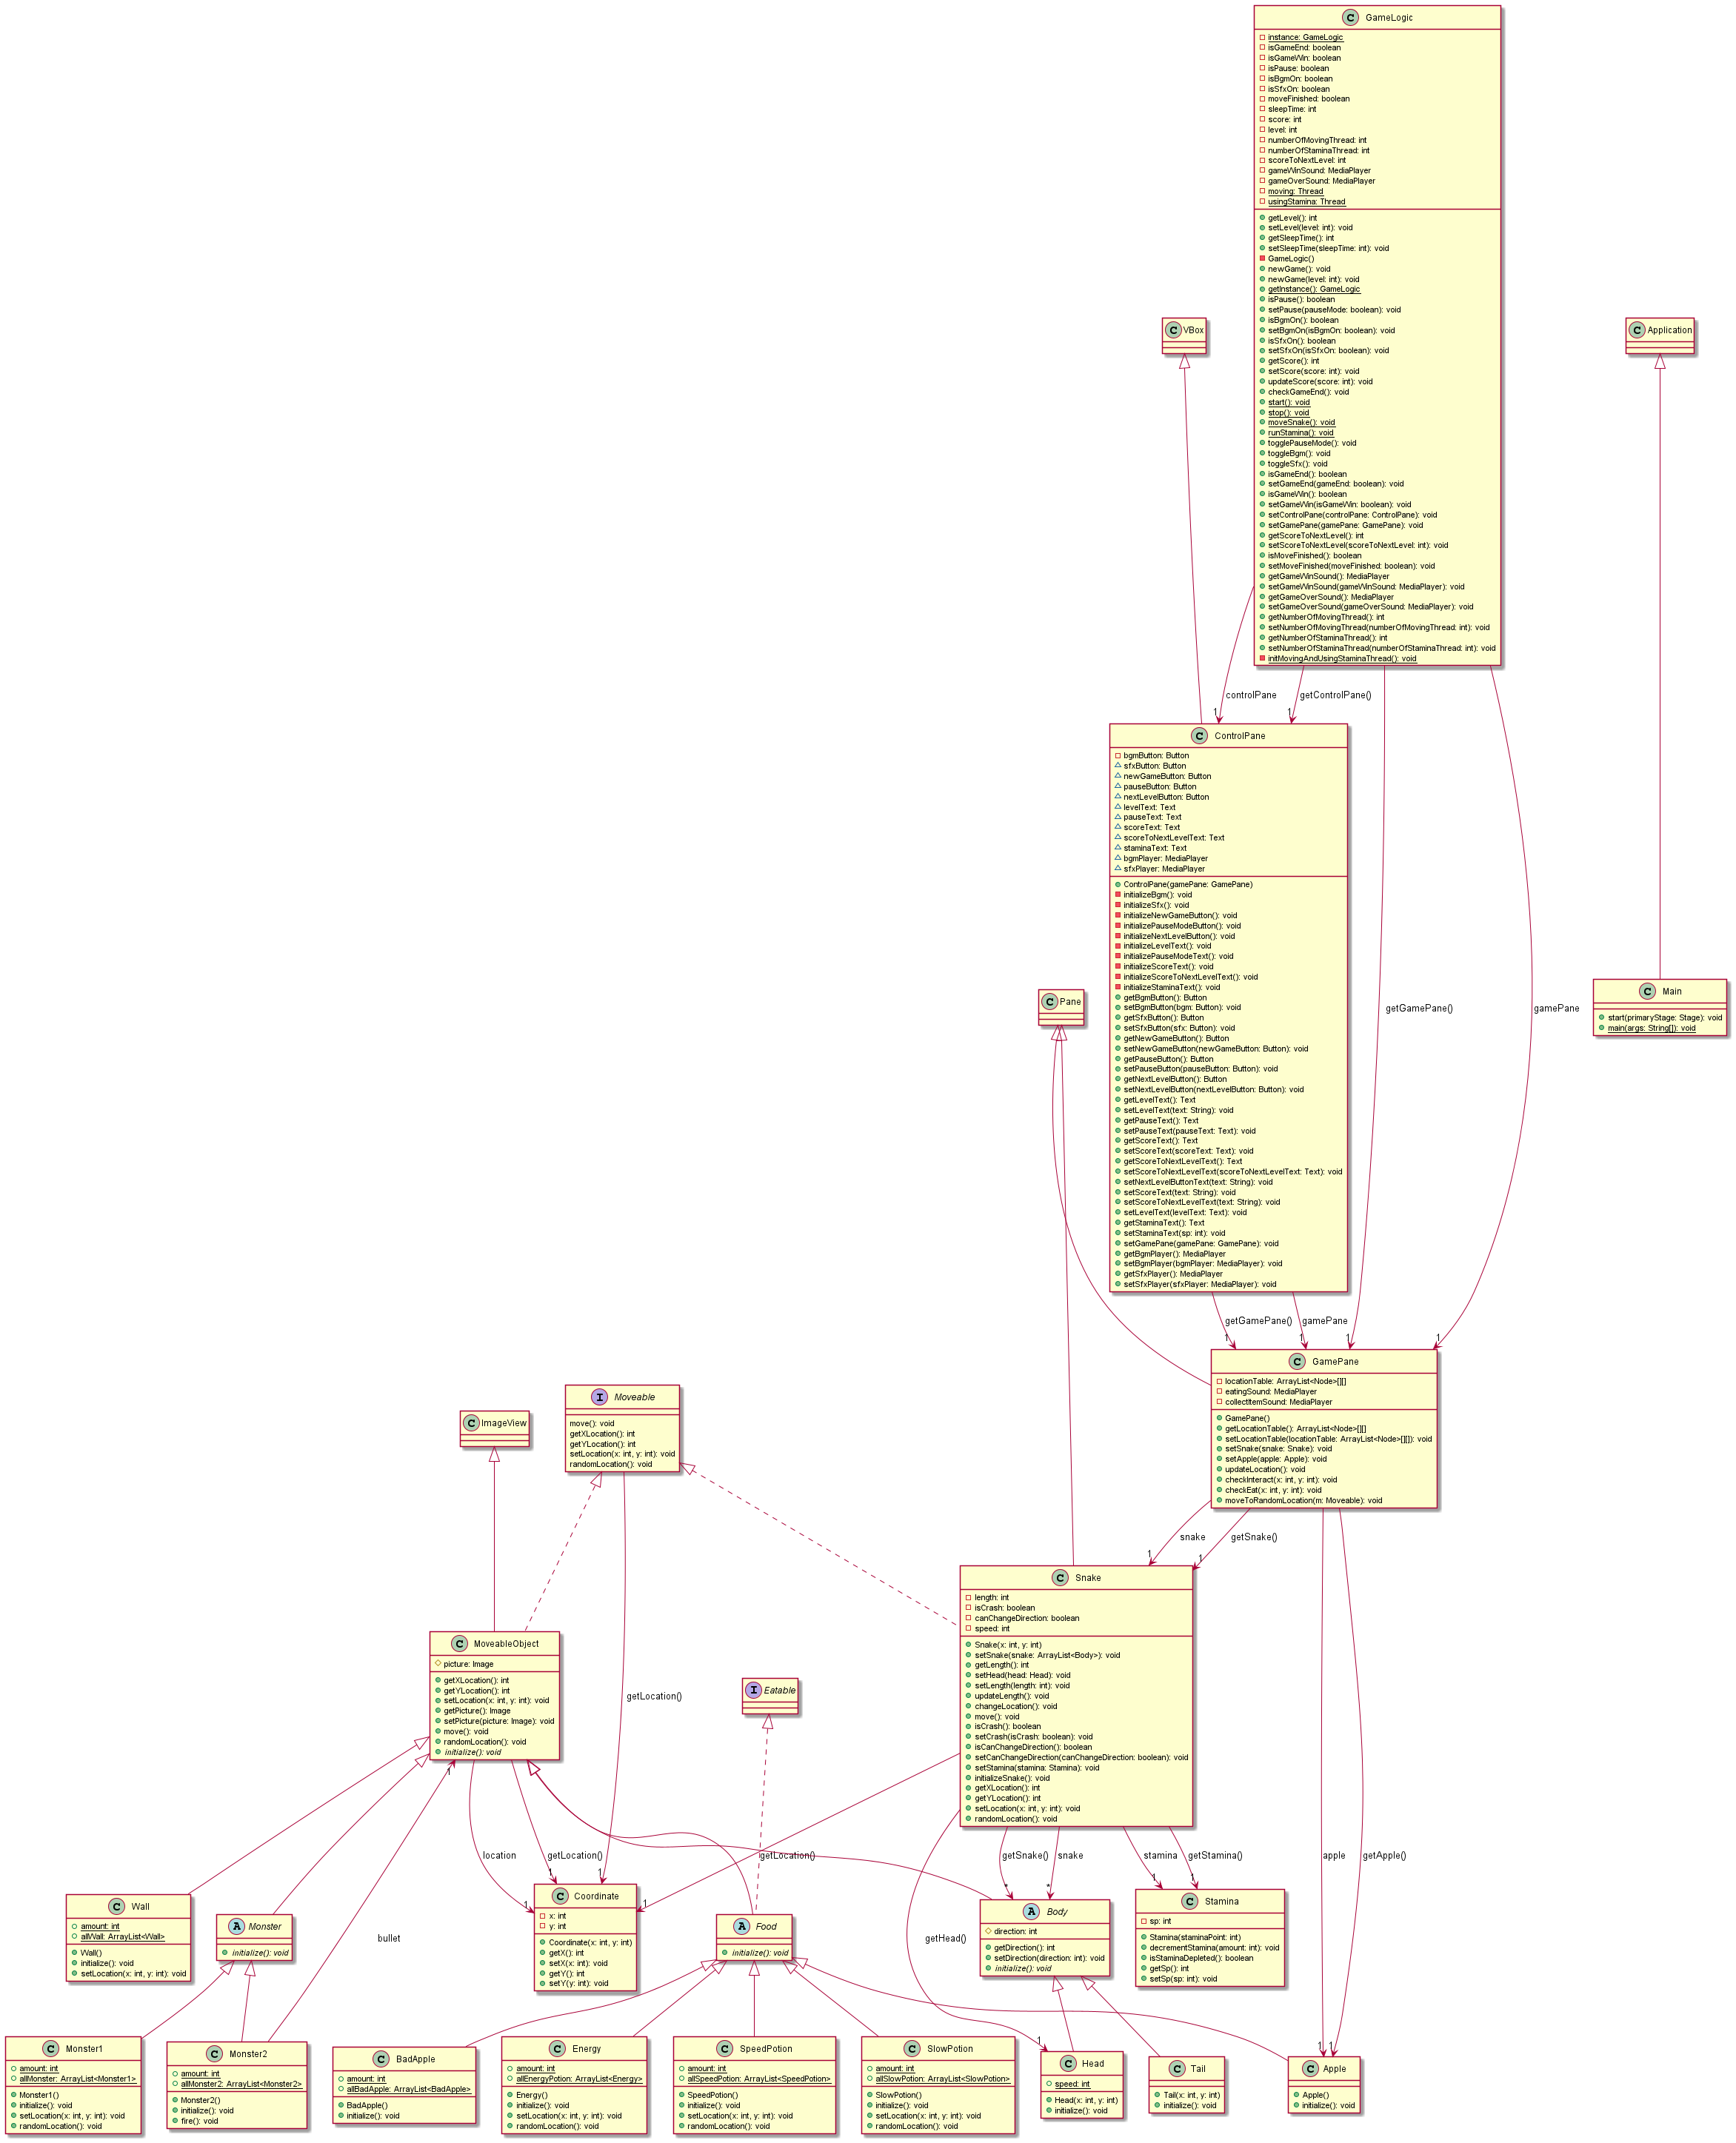 GameLogic
instance: GameLogic
isGameEnd: boolean
isGameWin: boolean
isPause: boolean
isBgmOn: boolean
isSfxOn: boolean
moveFinished: boolean
sleepTime: int
score: int
level: int
numberOfMovingThread: int
numberOfStaminaThread: int
scoreToNextLevel: int
gameWinSound: MediaPlayer
gameOverSound: MediaPlayer
moving: Thread
usingStamina: Thread
getLevel(): int
setLevel(level: int): void
getSleepTime(): int
setSleepTime(sleepTime: int): void
GameLogic()
newGame(): void
newGame(level: int): void
getInstance(): GameLogic
isPause(): boolean
setPause(pauseMode: boolean): void
isBgmOn(): boolean
setBgmOn(isBgmOn: boolean): void
isSfxOn(): boolean
setSfxOn(isSfxOn: boolean): void
getScore(): int
setScore(score: int): void
updateScore(score: int): void
checkGameEnd(): void
start(): void
stop(): void
moveSnake(): void
runStamina(): void
togglePauseMode(): void
toggleBgm(): void
toggleSfx(): void
isGameEnd(): boolean
setGameEnd(gameEnd: boolean): void
isGameWin(): boolean
setGameWin(isGameWin: boolean): void
setControlPane(controlPane: ControlPane): void
setGamePane(gamePane: GamePane): void
getScoreToNextLevel(): int
setScoreToNextLevel(scoreToNextLevel: int): void
isMoveFinished(): boolean
setMoveFinished(moveFinished: boolean): void
getGameWinSound(): MediaPlayer
setGameWinSound(gameWinSound: MediaPlayer): void
getGameOverSound(): MediaPlayer
setGameOverSound(gameOverSound: MediaPlayer): void
getNumberOfMovingThread(): int
setNumberOfMovingThread(numberOfMovingThread: int): void
getNumberOfStaminaThread(): int
setNumberOfStaminaThread(numberOfStaminaThread: int): void
initMovingAndUsingStaminaThread(): void
VBox
Application
controlPane
getControlPane()
1
1
ControlPane
bgmButton: Button
sfxButton: Button
newGameButton: Button
pauseButton: Button
nextLevelButton: Button
levelText: Text
pauseText: Text
scoreText: Text
scoreToNextLevelText: Text
staminaText: Text
bgmPlayer: MediaPlayer
sfxPlayer: MediaPlayer
ControlPane(gamePane: GamePane)
initializeBgm(): void
initializeSfx(): void
initializeNewGameButton(): void
initializePauseModeButton(): void
initializeNextLevelButton(): void
initializeLevelText(): void
initializePauseModeText(): void
initializeScoreText(): void
initializeScoreToNextLevelText(): void
initializeStaminaText(): void
getBgmButton(): Button
setBgmButton(bgm: Button): void
getSfxButton(): Button
setSfxButton(sfx: Button): void
getNewGameButton(): Button
setNewGameButton(newGameButton: Button): void
getPauseButton(): Button
setPauseButton(pauseButton: Button): void
getNextLevelButton(): Button
setNextLevelButton(nextLevelButton: Button): void
getLevelText(): Text
setLevelText(text: String): void
getPauseText(): Text
setPauseText(pauseText: Text): void
getScoreText(): Text
setScoreText(scoreText: Text): void
getScoreToNextLevelText(): Text
setScoreToNextLevelText(scoreToNextLevelText: Text): void
setNextLevelButtonText(text: String): void
setScoreText(text: String): void
setScoreToNextLevelText(text: String): void
setLevelText(levelText: Text): void
getStaminaText(): Text
setStaminaText(sp: int): void
setGamePane(gamePane: GamePane): void
getBgmPlayer(): MediaPlayer
setBgmPlayer(bgmPlayer: MediaPlayer): void
getSfxPlayer(): MediaPlayer
setSfxPlayer(sfxPlayer: MediaPlayer): void
Pane
getGamePane()
gamePane
Main
start(primaryStage: Stage): void
main(args: String[]): void
getGamePane()
gamePane
1
1
1
1
GamePane
locationTable: ArrayList<Node>[][]
eatingSound: MediaPlayer
collectItemSound: MediaPlayer
GamePane()
getLocationTable(): ArrayList<Node>[][]
setLocationTable(locationTable: ArrayList<Node>[][]): void
setSnake(snake: Snake): void
setApple(apple: Apple): void
updateLocation(): void
checkInteract(x: int, y: int): void
checkEat(x: int, y: int): void
moveToRandomLocation(m: Moveable): void
ImageView
Moveable
move(): void
getXLocation(): int
getYLocation(): int
setLocation(x: int, y: int): void
randomLocation(): void
snake
getSnake()
1
1
Snake
length: int
isCrash: boolean
canChangeDirection: boolean
speed: int
Snake(x: int, y: int)
setSnake(snake: ArrayList<Body>): void
getLength(): int
setHead(head: Head): void
setLength(length: int): void
updateLength(): void
changeLocation(): void
move(): void
isCrash(): boolean
setCrash(isCrash: boolean): void
isCanChangeDirection(): boolean
setCanChangeDirection(canChangeDirection: boolean): void
setStamina(stamina: Stamina): void
initializeSnake(): void
getXLocation(): int
getYLocation(): int
setLocation(x: int, y: int): void
randomLocation(): void
MoveableObject
picture: Image
getXLocation(): int
getYLocation(): int
setLocation(x: int, y: int): void
getPicture(): Image
setPicture(picture: Image): void
move(): void
randomLocation(): void
initialize(): void
getLocation()
Eatable
1
location
getLocation()
getLocation()
getSnake()
snake
stamina
getStamina()
apple
getApple()
1
1
1
1
*
*
1
1
Wall
amount: int
allWall: ArrayList<Wall>
Wall()
initialize(): void
setLocation(x: int, y: int): void
Monster
initialize(): void
bullet
Coordinate
x: int
y: int
Coordinate(x: int, y: int)
getX(): int
setX(x: int): void
getY(): int
setY(y: int): void
Food
initialize(): void
getHead()
Body
direction: int
getDirection(): int
setDirection(direction: int): void
initialize(): void
Stamina
sp: int
Stamina(staminaPoint: int)
decrementStamina(amount: int): void
isStaminaDepleted(): boolean
getSp(): int
setSp(sp: int): void
1
1
1
Monster1
amount: int
allMonster: ArrayList<Monster1>
Monster1()
initialize(): void
setLocation(x: int, y: int): void
randomLocation(): void
Monster2
amount: int
allMonster2: ArrayList<Monster2>
Monster2()
initialize(): void
fire(): void
BadApple
amount: int
allBadApple: ArrayList<BadApple>
BadApple()
initialize(): void
Energy
amount: int
allEnergyPotion: ArrayList<Energy>
Energy()
initialize(): void
setLocation(x: int, y: int): void
randomLocation(): void
SpeedPotion
amount: int
allSpeedPotion: ArrayList<SpeedPotion>
SpeedPotion()
initialize(): void
setLocation(x: int, y: int): void
randomLocation(): void
SlowPotion
amount: int
allSlowPotion: ArrayList<SlowPotion>
SlowPotion()
initialize(): void
setLocation(x: int, y: int): void
randomLocation(): void
Head
speed: int
Head(x: int, y: int)
initialize(): void
Tail
Tail(x: int, y: int)
initialize(): void
Apple
Apple()
initialize(): void